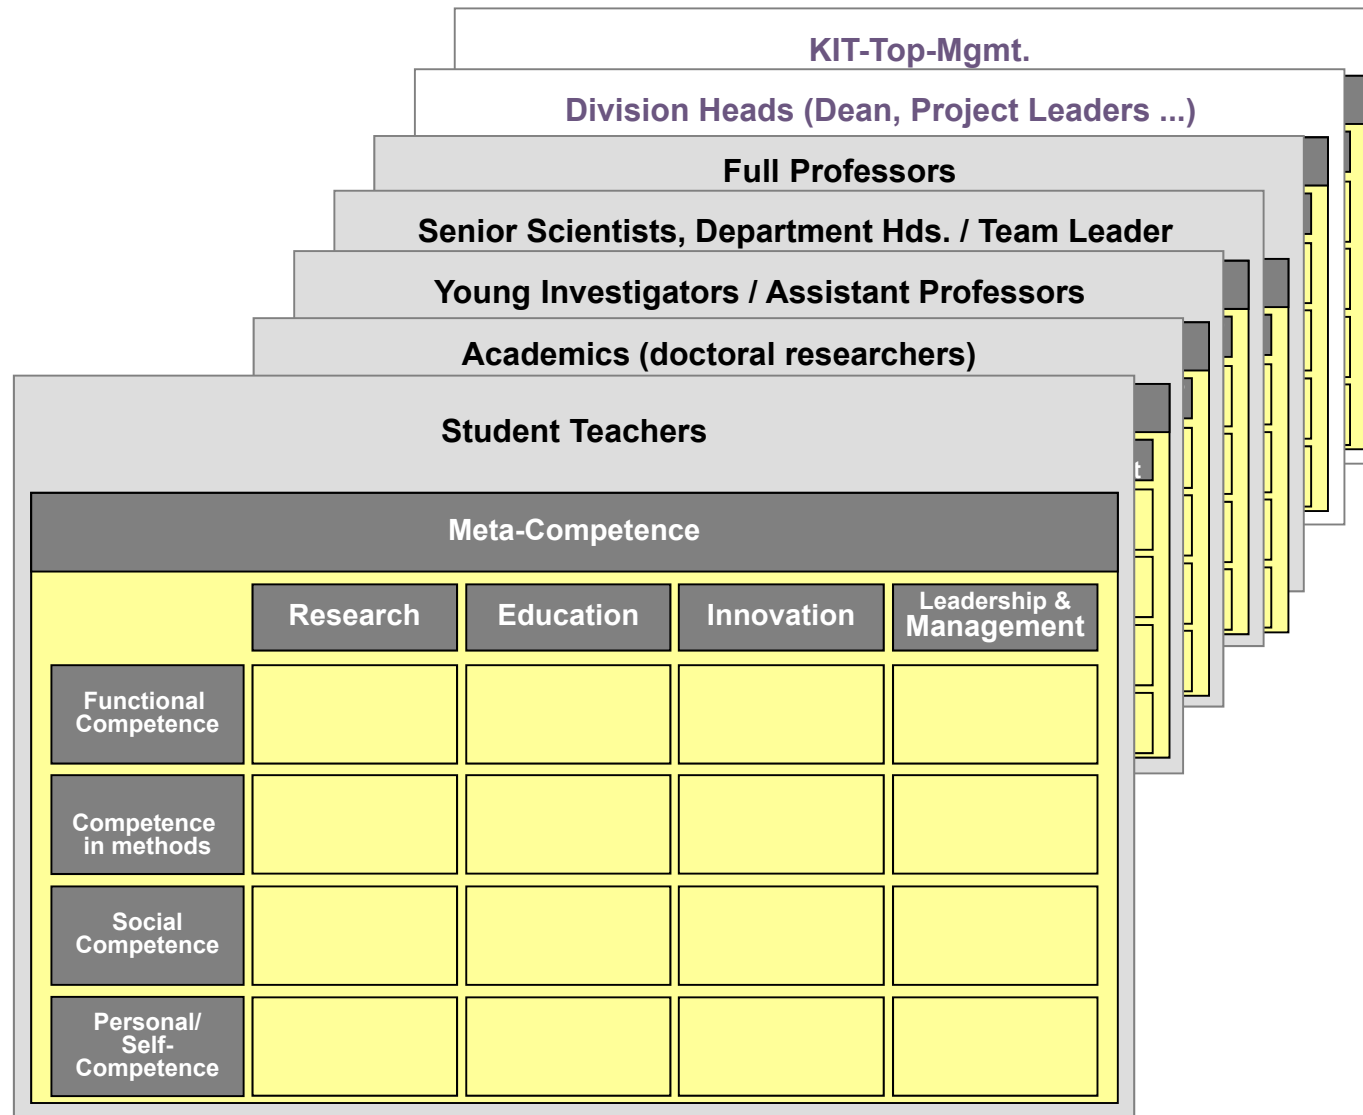 KIT-Top-Mgmt.
Division Heads (Dean, Project Leaders ...)
Full Professors
Senior Scientists, Department Hds. / Team Leader
Young Investigators / Assistant Professors
Academics (doctoral researchers)
Student Teachers
Meta-Competence
Research
Education
Innovation
Leadership &
Management
Functional
Competence
Competence
in methods
Social
Competence
Personal/
Self-
Competence